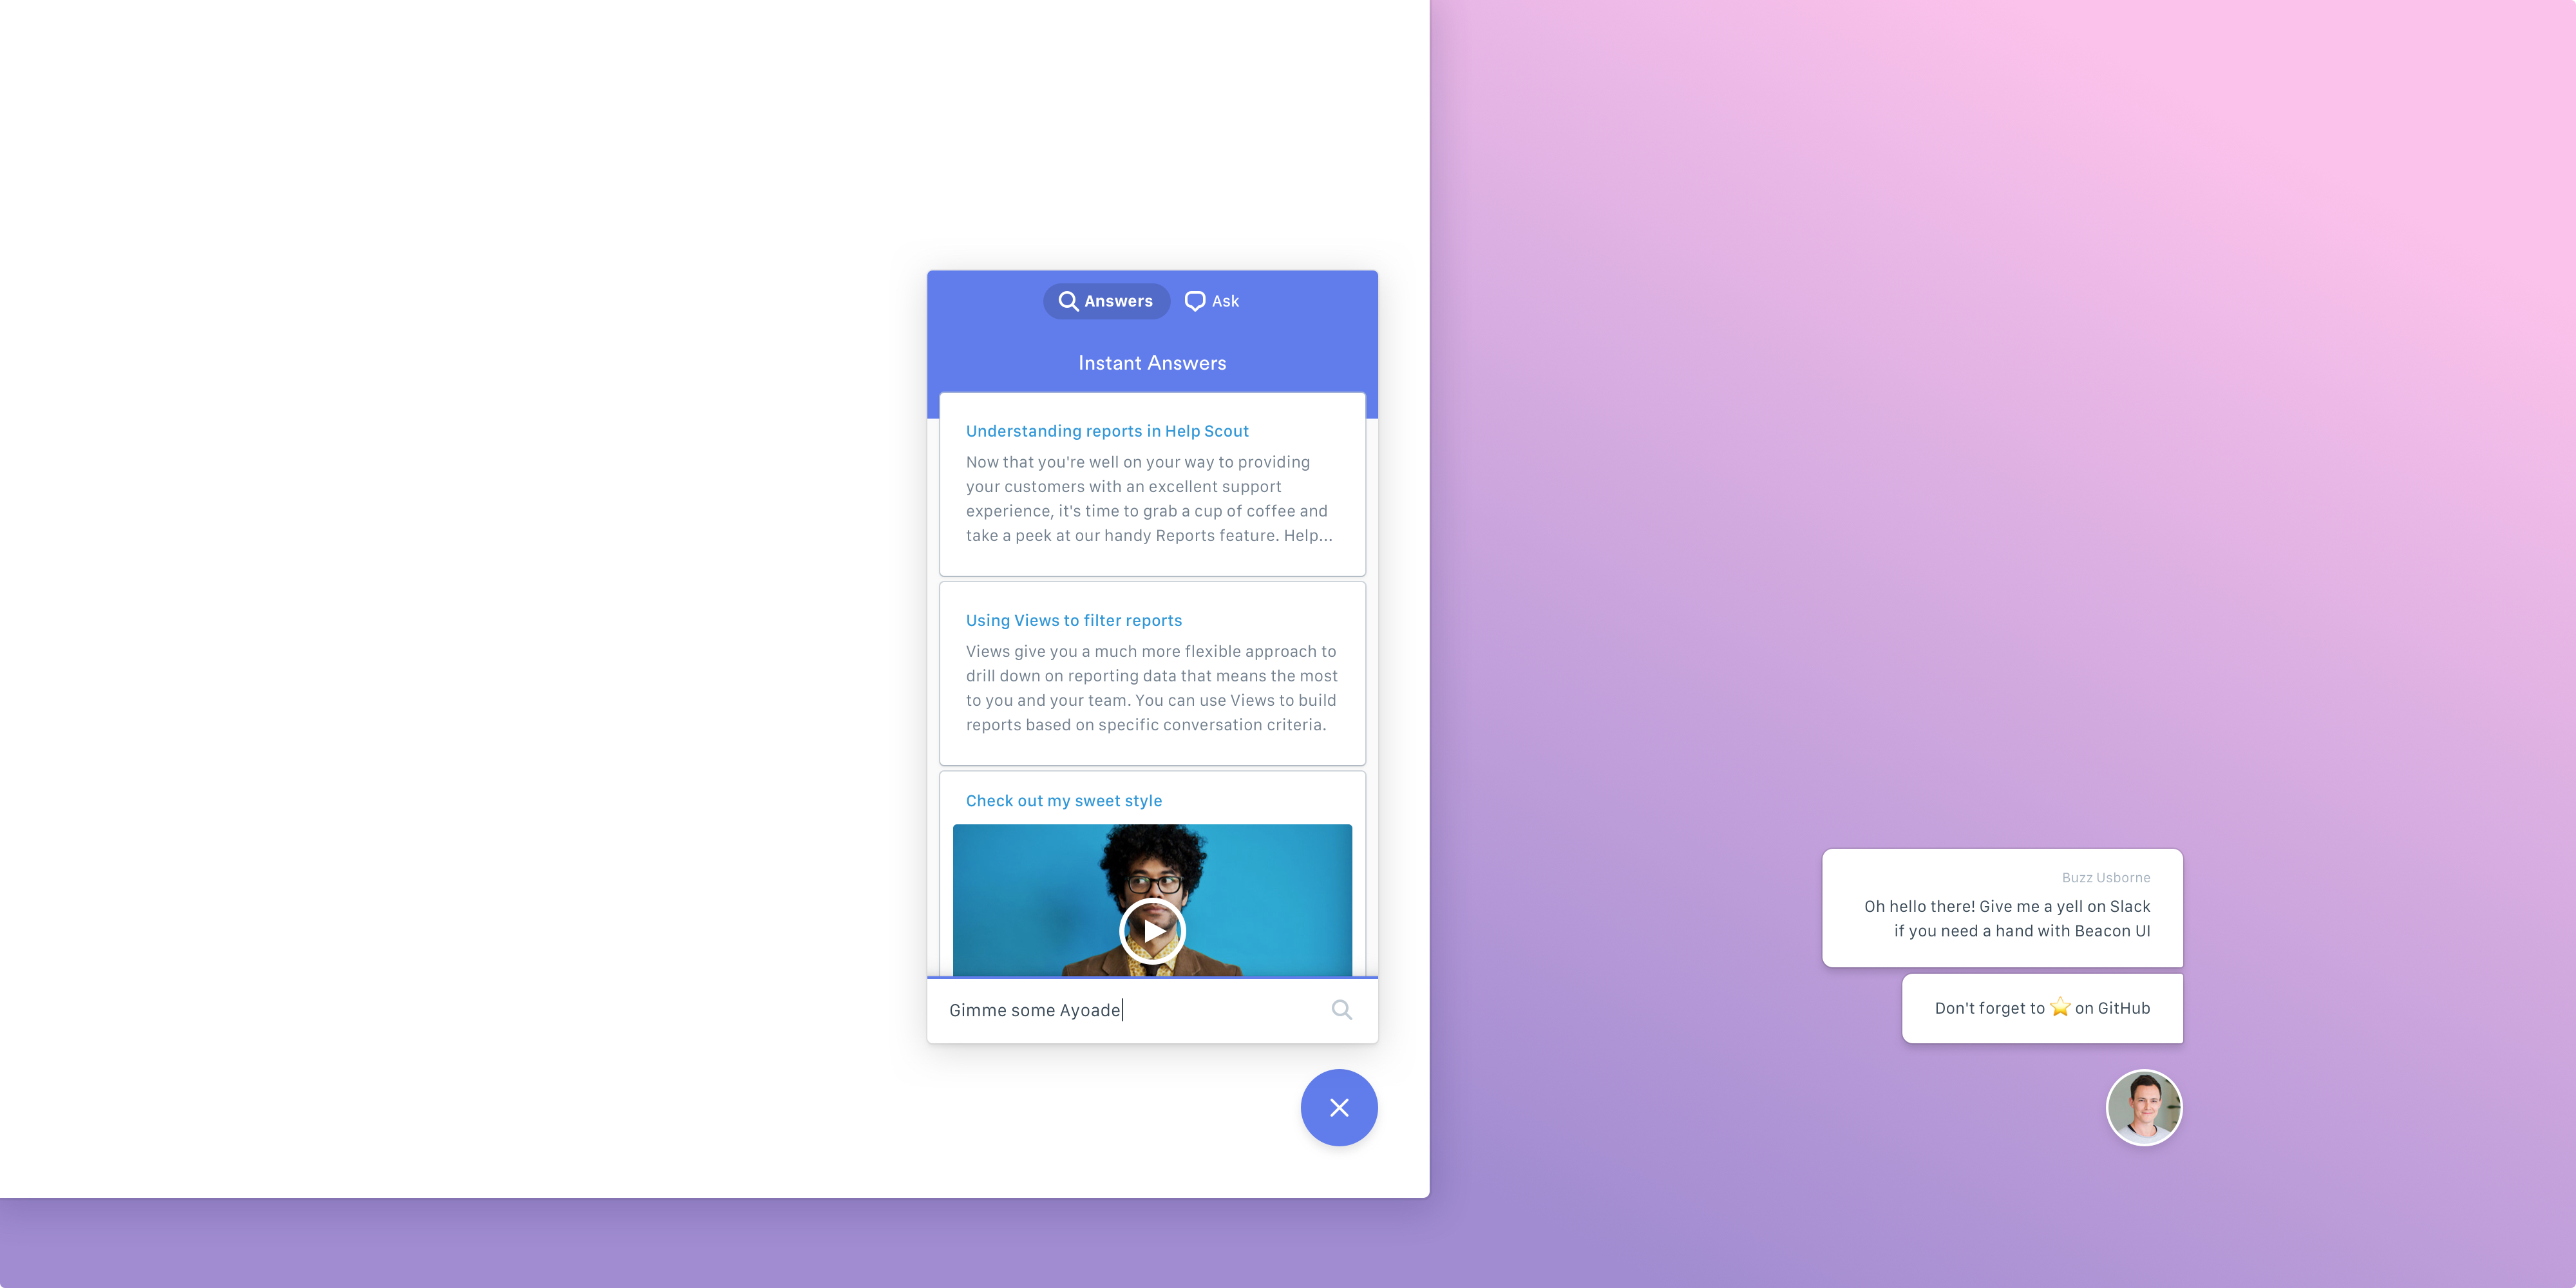 Answers
Ask
Instant Answers
Understanding reports in Help Scout
Now that you're well on your way to providing
your customers with an excellent support
experience, it's time to grab a cup of coffee and
take a peek at our handy Reports feature. Help...
Using Views to filter reports
Views give you a much more flexible approach to
drill down on reporting data that means the most
to you and your team. You can use Views to build
reports based on specific conversation criteria.
Check out my sweet style
Gimme some Ayoade
Buzz Usborne
Oh hello there! Give me a yell on Slack
if you need a hand with Beacon UI
Don't forget to ⭐ on GitHub